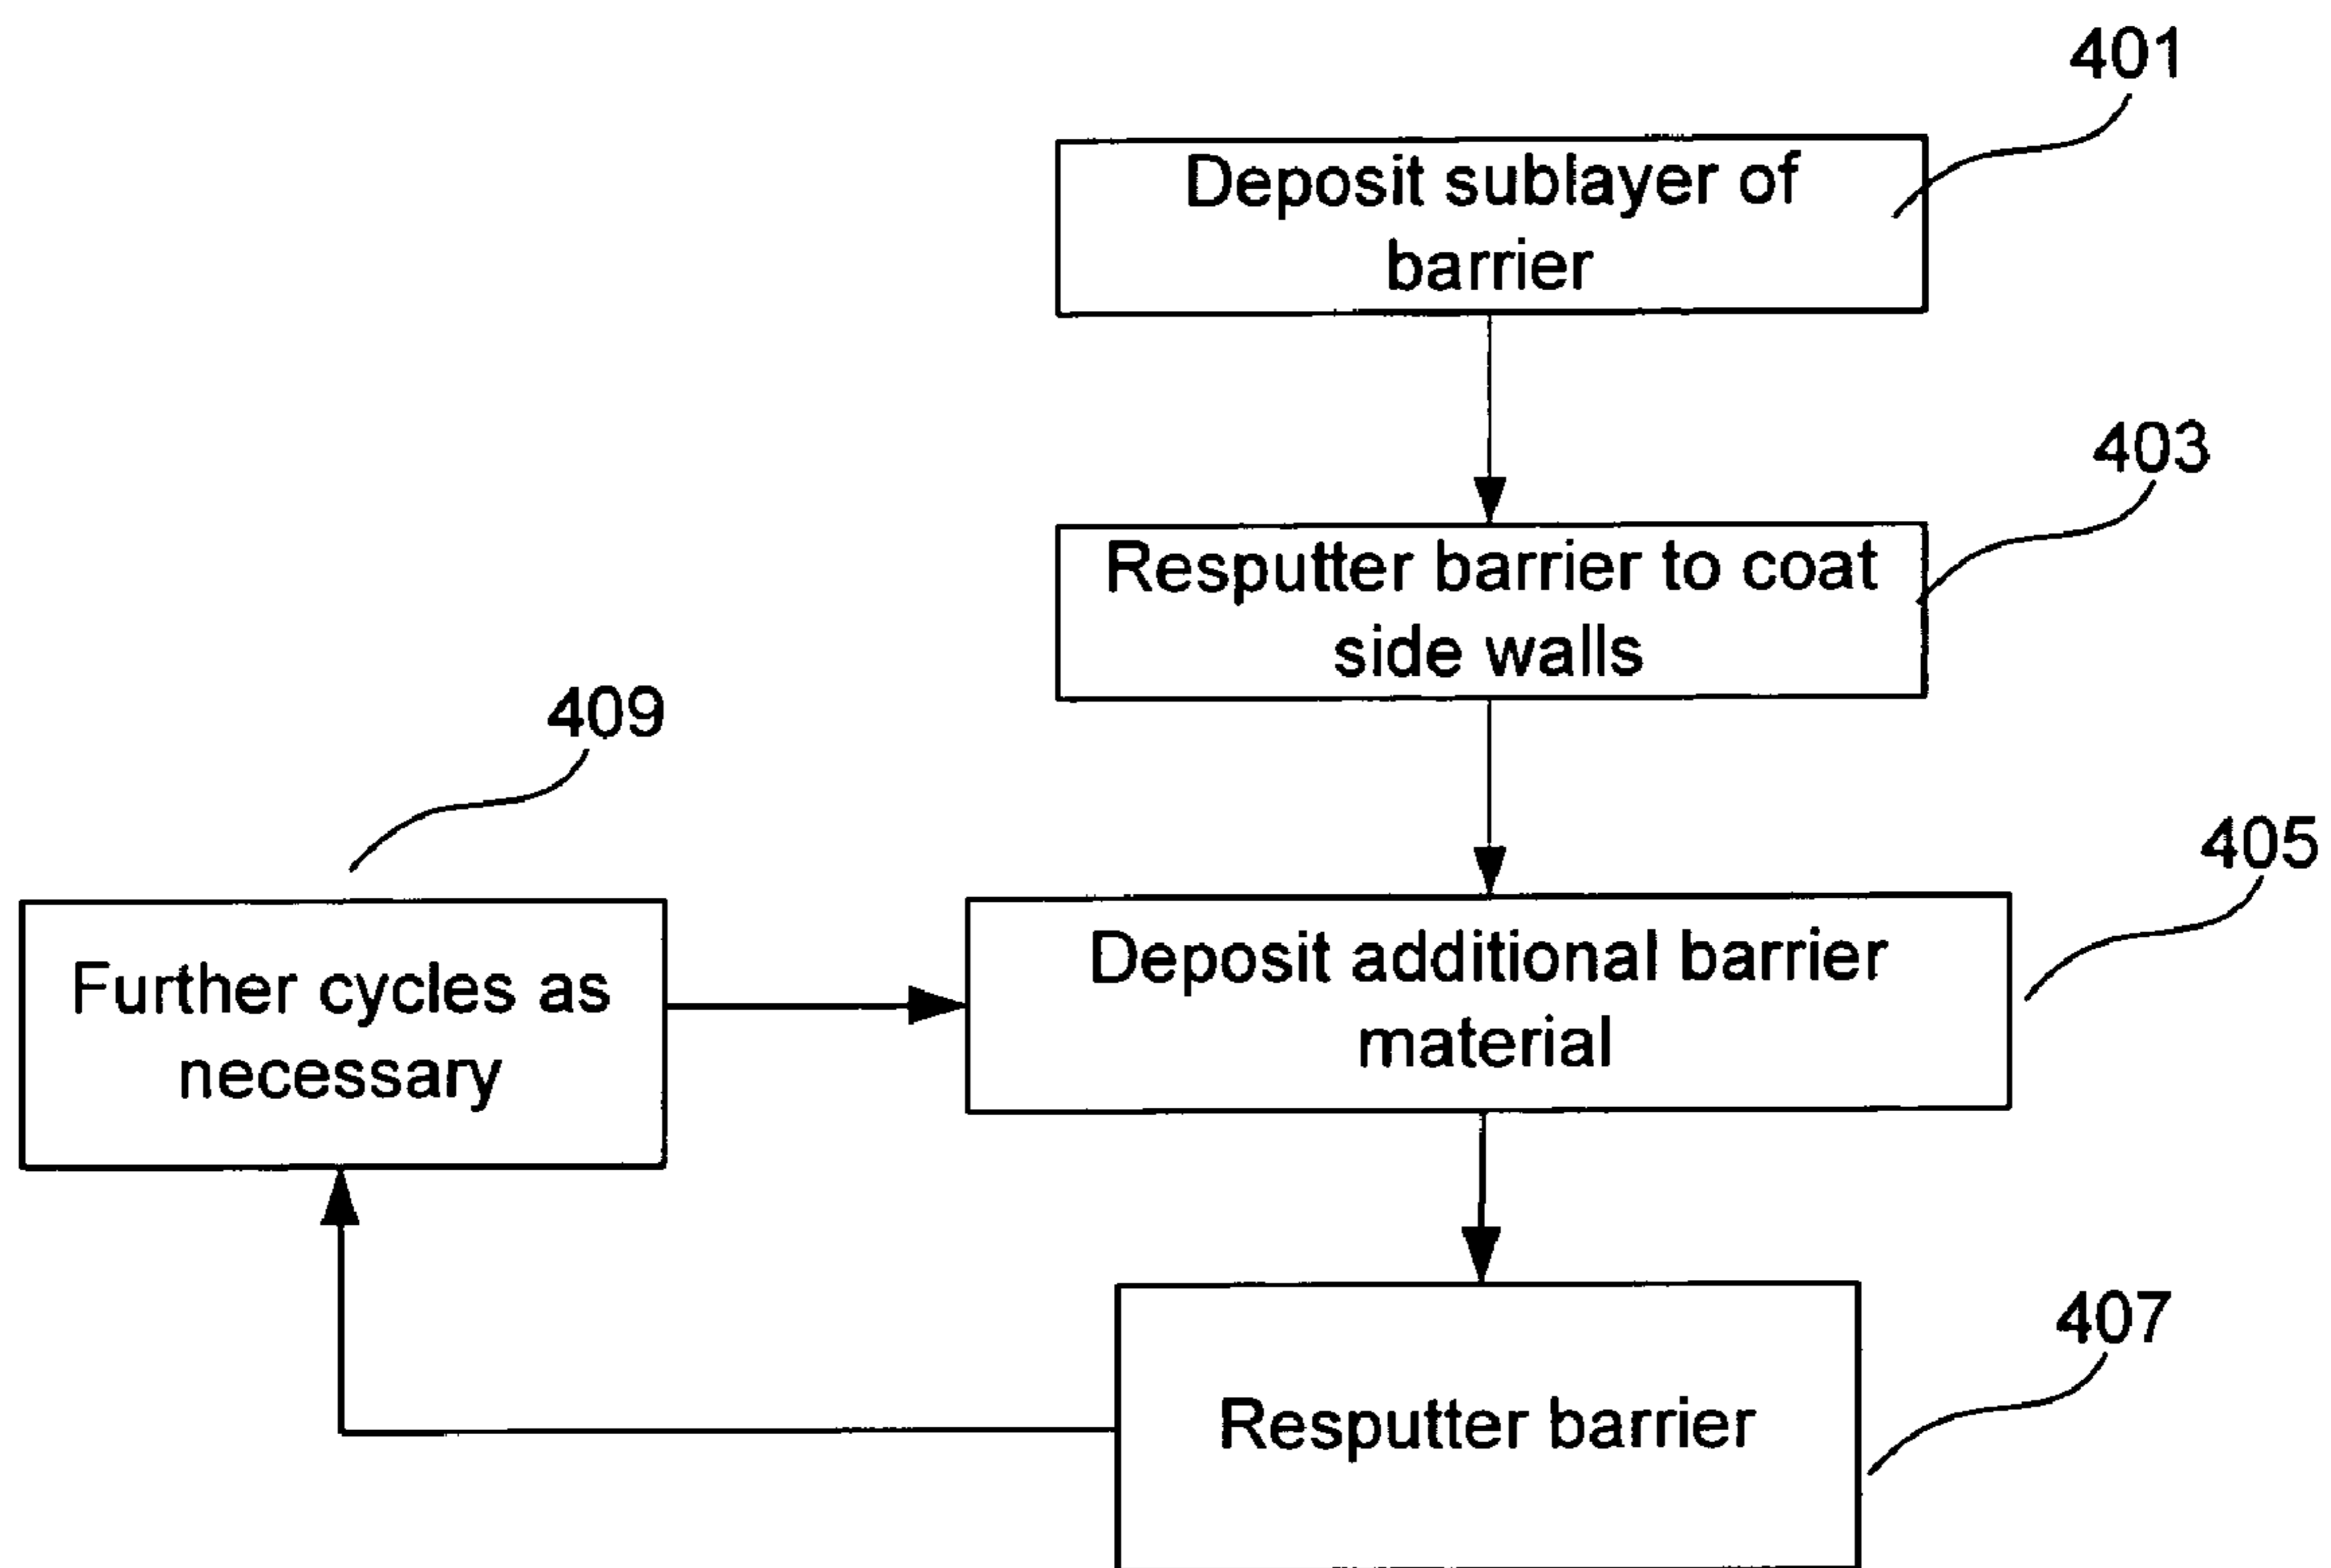 401
Deposit sublayer of
barrier
403
Resputter barrier to coat
side walls
409
Further cycles as
necessary
405
Deposit additional barrier
material
407
Resputter barrier